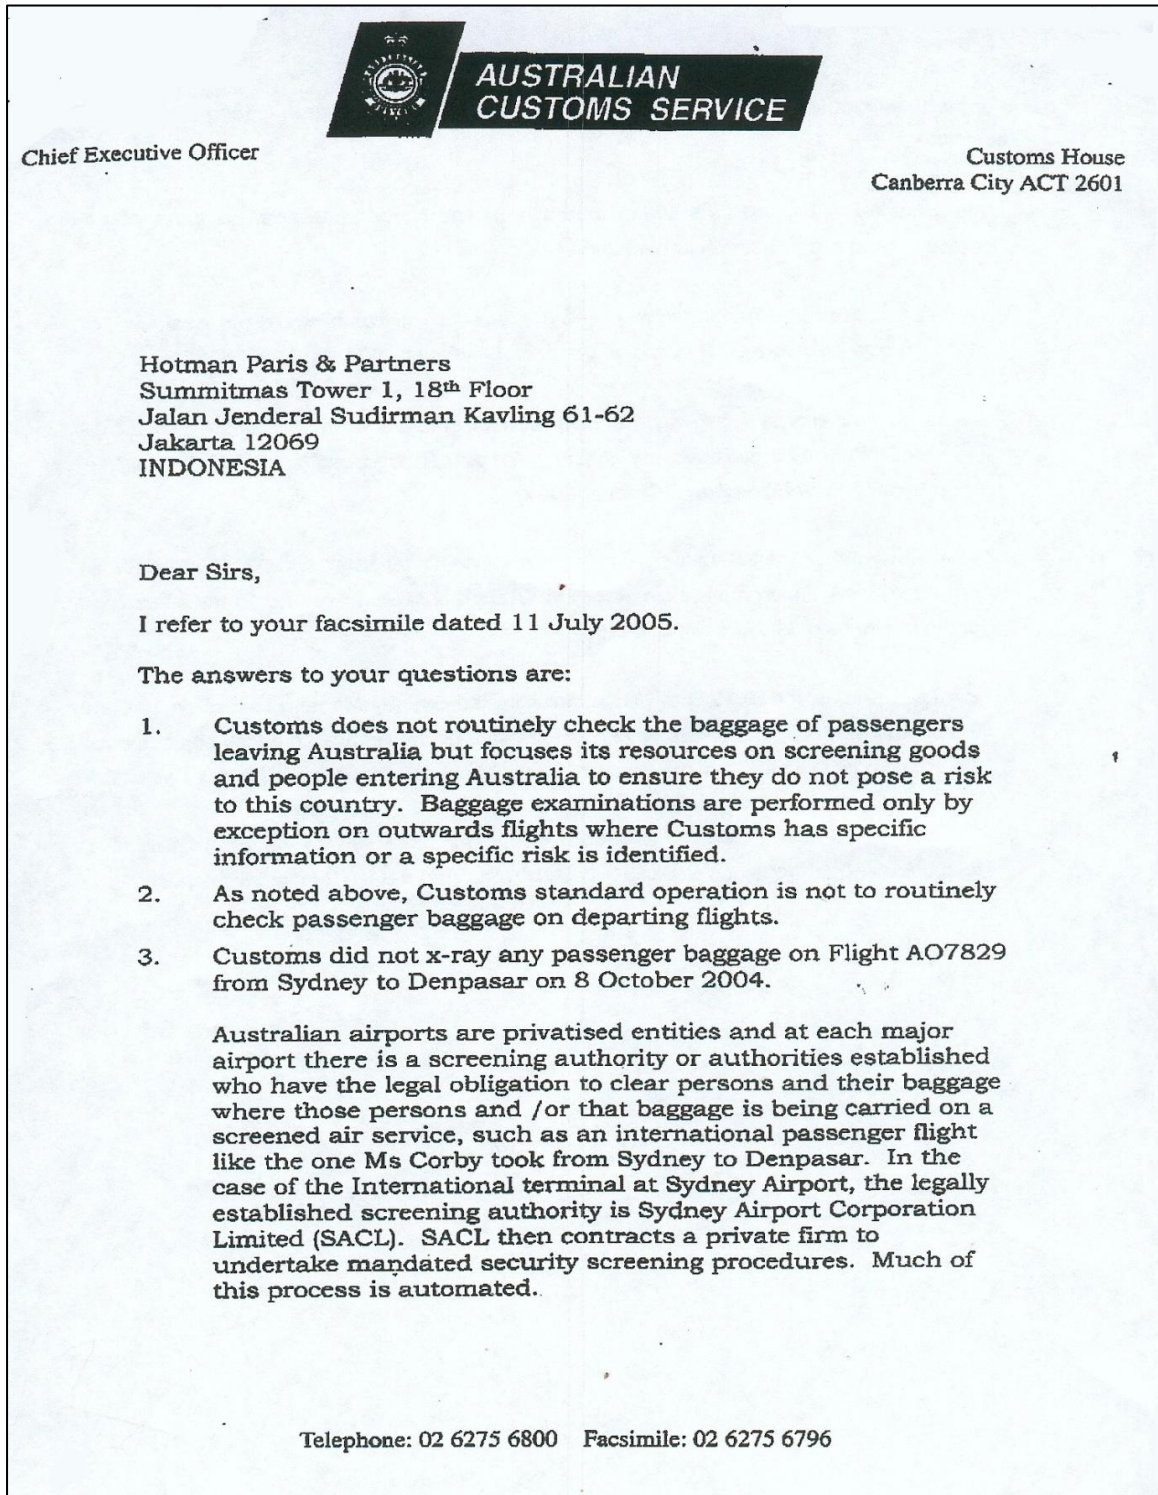 AUSTRALIAN
CUSTOMS SERVICE
Chief Executive Officer
Customs House
Canberra City ACT 2601
Hotman Paris & Partners
Summitmas Tower 1, 18th Floor
Jalan Jenderal Sudirman Kavling 61-62
Jakarta 12069
INDONESIA
Dear Sirs,
I refer to your facsimile dated 11 July 2005.
The answers to your questions are:
1. Customs does not routinely check the baggage of passengers
leaving Australia but focuses its resources on screening goods
and people entering Australia to ensure they do not pose a risk
to this country. Baggage examinations are performed only by
exception on outwards flights where Customs has specific
information or a specific risk is identified.
2. As noted above, Customs standard operation is not to routinely
check passenger baggage on departing flights.
3. Customs did not x-ray any passenger baggage on Flight AO7829
from Sydney to Denpasar on 8 October 2004.
Australian airports are privatised entities and at each major
airport there is a screening authority or authorities established
who have the legal obligation to clear persons and their baggage
where those persons and /or that baggage is being carried on a
screened air service, such as an international passenger flight
like the one Ms Corby took from Sydney to Denpasar. In the
case of the International terminal at Sydney Airport, the legally
established screening authority is Sydney Airport Corporation
Limited (SACL). SACL then contracts a private firm to
undertake mandated security screening procedures. Much of
this process is automated.
Telephone: 02 6275 6800 Facsimile: 02 6275 6796